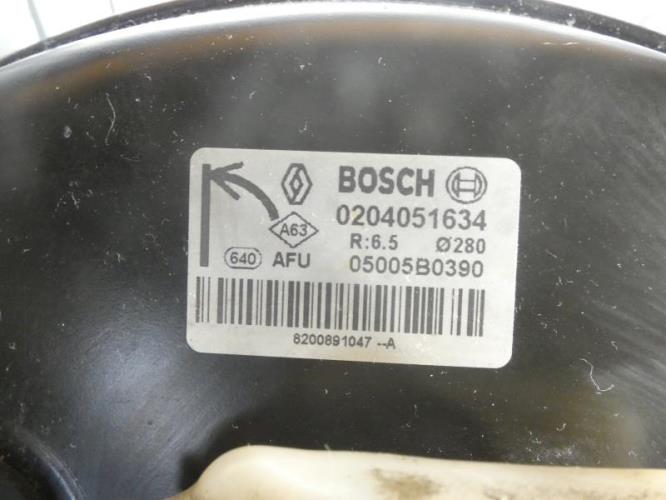 BOSCH
0204051634
A63
R:6.5 Ø280
640 AFU 05005B0390
8200891047 --A